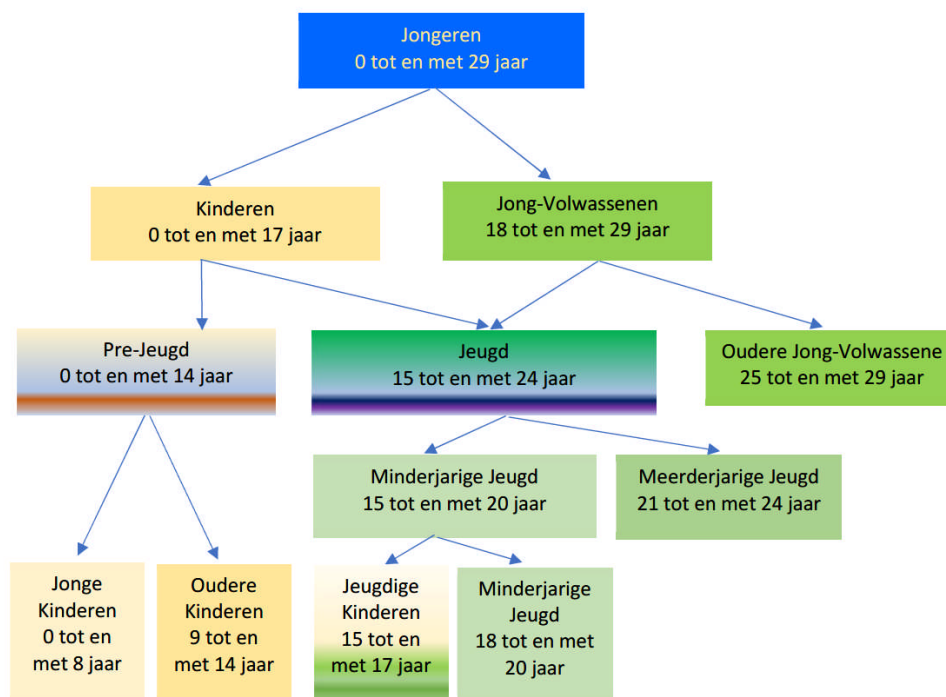 Jongeren
0 tot en met 29 jaar
Kinderen
0 tot en met 17 jaar
Jong-Volwassenen
18 tot en met 29 jaar
Pre-Jeugd
0 tot en met 14 jaar
Jeugd
15 tot en met 24 jaar
Oudere Jong-Volwassene
25 tot en met 29 jaar
Minderjarige Jeugd
15 tot en met 20 jaar
Meerderjarige Jeugd
21 tot en met 24 jaar
Jonge
Kinderen
0 tot en
met 8 jaar
Oudere
Kinderen
9 tot en
met 14 jaar
Jeugdige
Kinderen
15 tot en
met 17 jaar
Minderjarige
Jeugd
18 tot en met
20 jaar